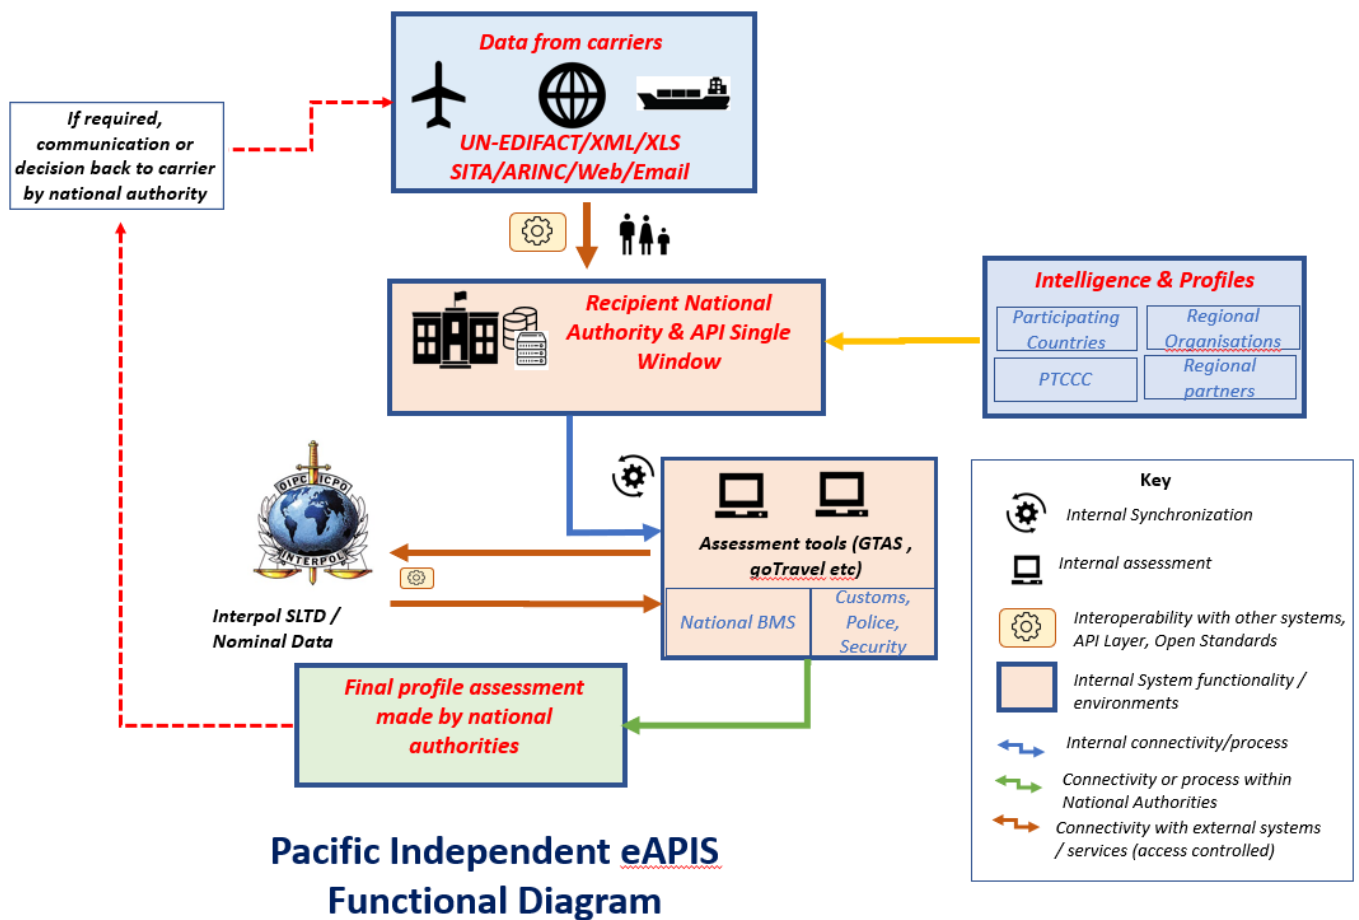 Data from carriers
UN-EDIFACT/XML/XLS
SITA/ARINC/Web/Email
If required,
communication or
decision back to carrier
by national authority
Recipient National
Authority & API Single
Window
Intelligence & Profiles
Participating
Countries
Regional
Organisations
PTCCC
Regional
partners
OIPC ICPO
INTERPOL
Interpol SLTD /
Nominal Data
Assessment tools (GTAS ,
goTravel etc)
National BMS
Customs,
Police,
Security
Final profile assessment
made by national
authorities
Key
Internal Synchronization
Internal assessment
Interoperability with other systems,
API Layer, Open Standards
Internal System functionality /
environments
Internal connectivity/process
Connectivity or process within
National Authorities
Connectivity with external systems
/ services (access controlled)
Pacific Independent eAPIS
Functional Diagram